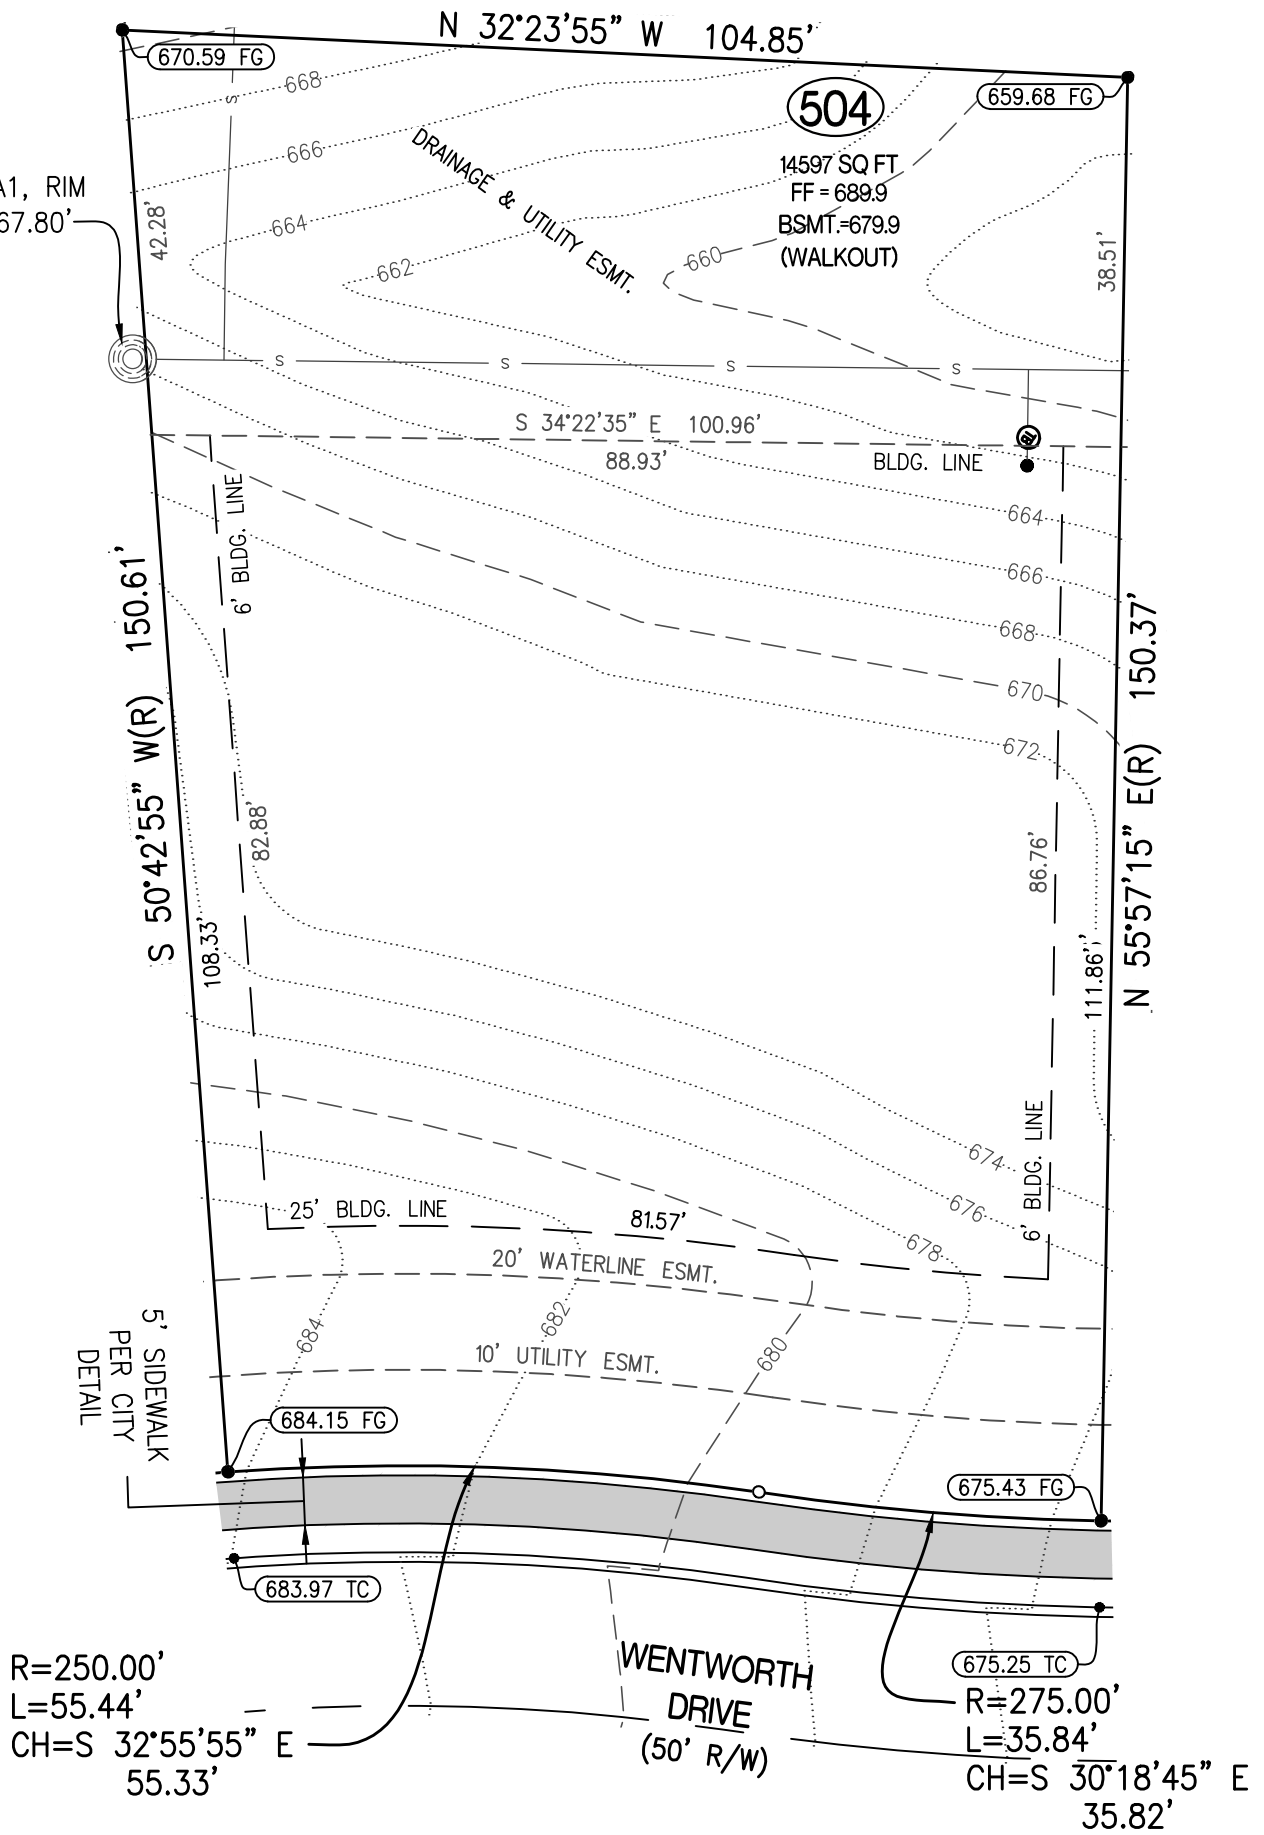 N 32°23'55" W 104.85'
670.59 FG
659.68 FG
504
14597 SQ FT
FF = 689.9
BSMT.=679.9
(WALKOUT)
668
666
664
662
660
DRAINAGE & UTILITY ESMT.
A1, RIM
67.80'
42.28'
38.51'
S
S
S
S
S
S 34°22'35" E 100.96'
88.93'
BLDG. LINE
664
666
668
670
672
6' BLDG. LINE
S 50°42'55" W(R) 150.61'
N 55°57'15" E(R) 150.37'
82.88'
86.76'
108.33'
111.86'
674
676
678
6' BLDG. LINE
25' BLDG. LINE
81.57'
20' WATERLINE ESMT.
684
682
680
10' UTILITY ESMT.
5' SIDEWALK
PER CITY
DETAIL
684.15 FG
675.43 FG
683.97 TC
675.25 TC
WENTWORTH
DRIVE
(50' R/W)
R=250.00'
L=55.44'
CH=S 32°55'55" E
55.33'
R=275.00'
L=35.84'
CH=S 30°18'45" E
35.82'